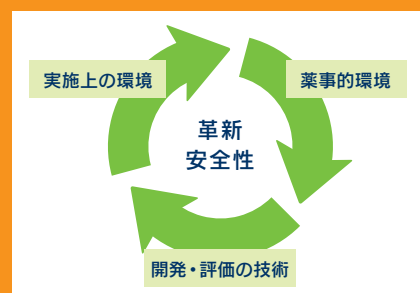 実施上の環境
薬事的環境
革新
安全性
開発・評価の技術